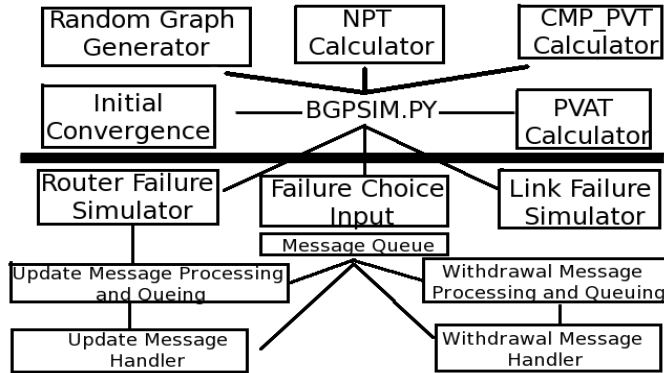 Random Graph
Generator
NPT
Calculator
CMP_PVT
Calculator
Initial
Convergence
BGPSIM.PY
PVAT
Calculator
Router Failure
Simulator
Failure Choice
Input
Link Failure
Simulator
Message Queue
Update Message Processing
and Queing
Withdrawal Message
Processing and Queuing
Update Message
Handler
Withdrawal Message
Handler